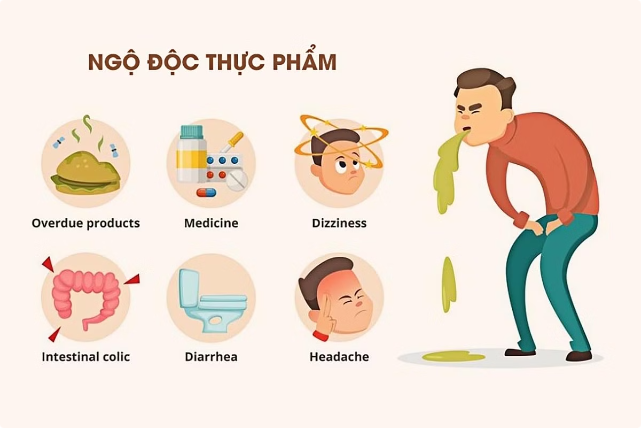 NGỘ ĐỘC THỰC PHẨM
Overdue products
Medicine
Dizziness
Intestinal colic
Diarrhea
Headache